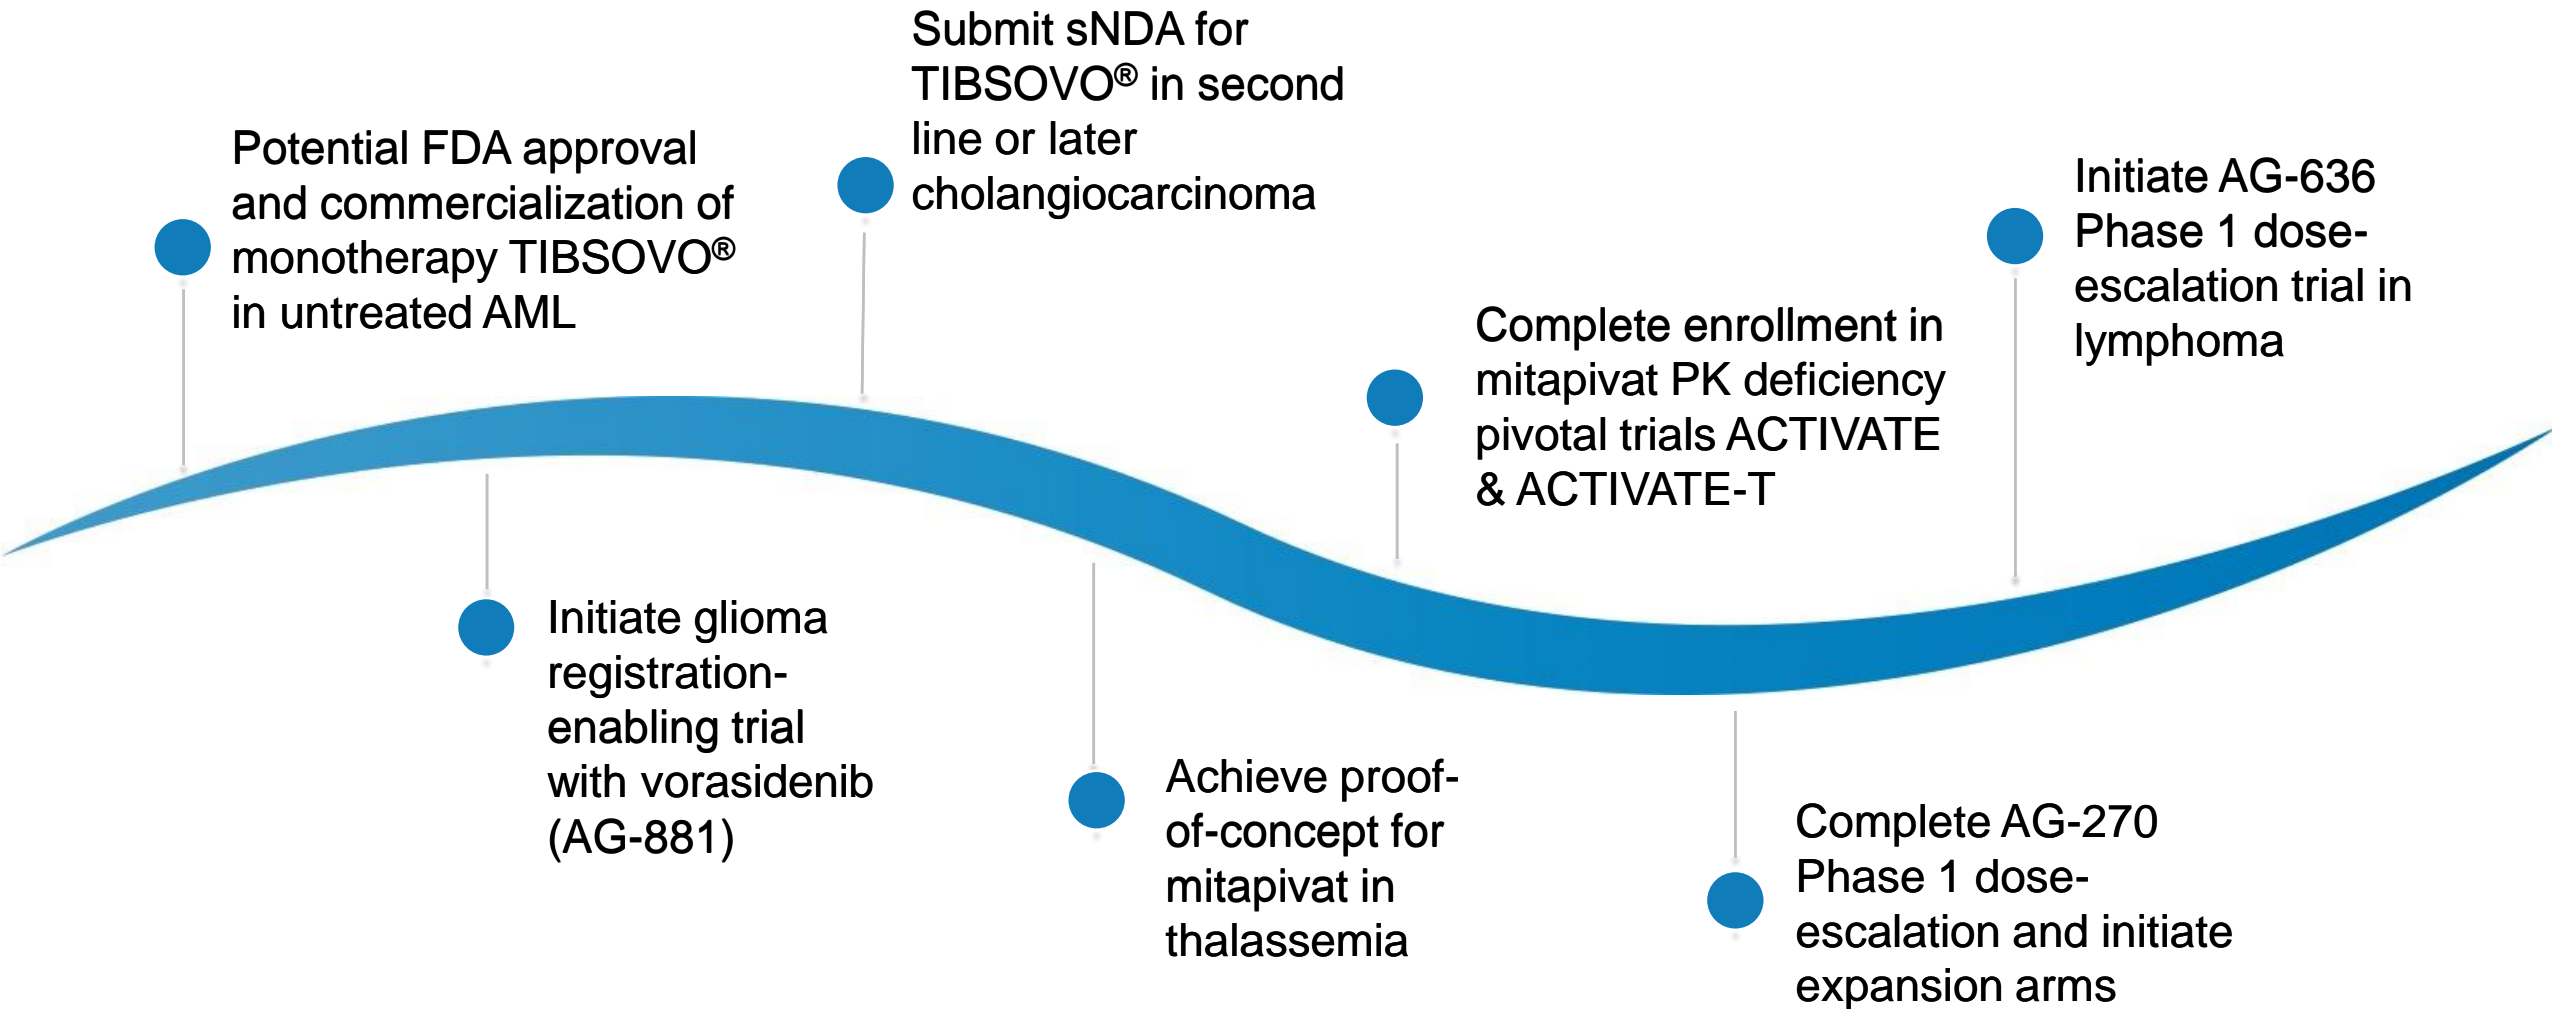 Submit sNDA for
TIBSOVO® in second
line or later
cholangiocarcinoma
Potential FDA approval
and commercialization of
monotherapy TIBSOVO®
in untreated AML
Initiate AG-636
Phase 1 dose-
escalation trial in
lymphoma
Complete enrollment in
mitapivat PK deficiency
pivotal trials ACTIVATE
& ACTIVATE-T
Initiate glioma
registration-
enabling trial
with vorasidenib
(AG-881)
Achieve proof-
of-concept for
mitapivat in
thalassemia
Complete AG-270
Phase 1 dose-
escalation and initiate
expansion arms